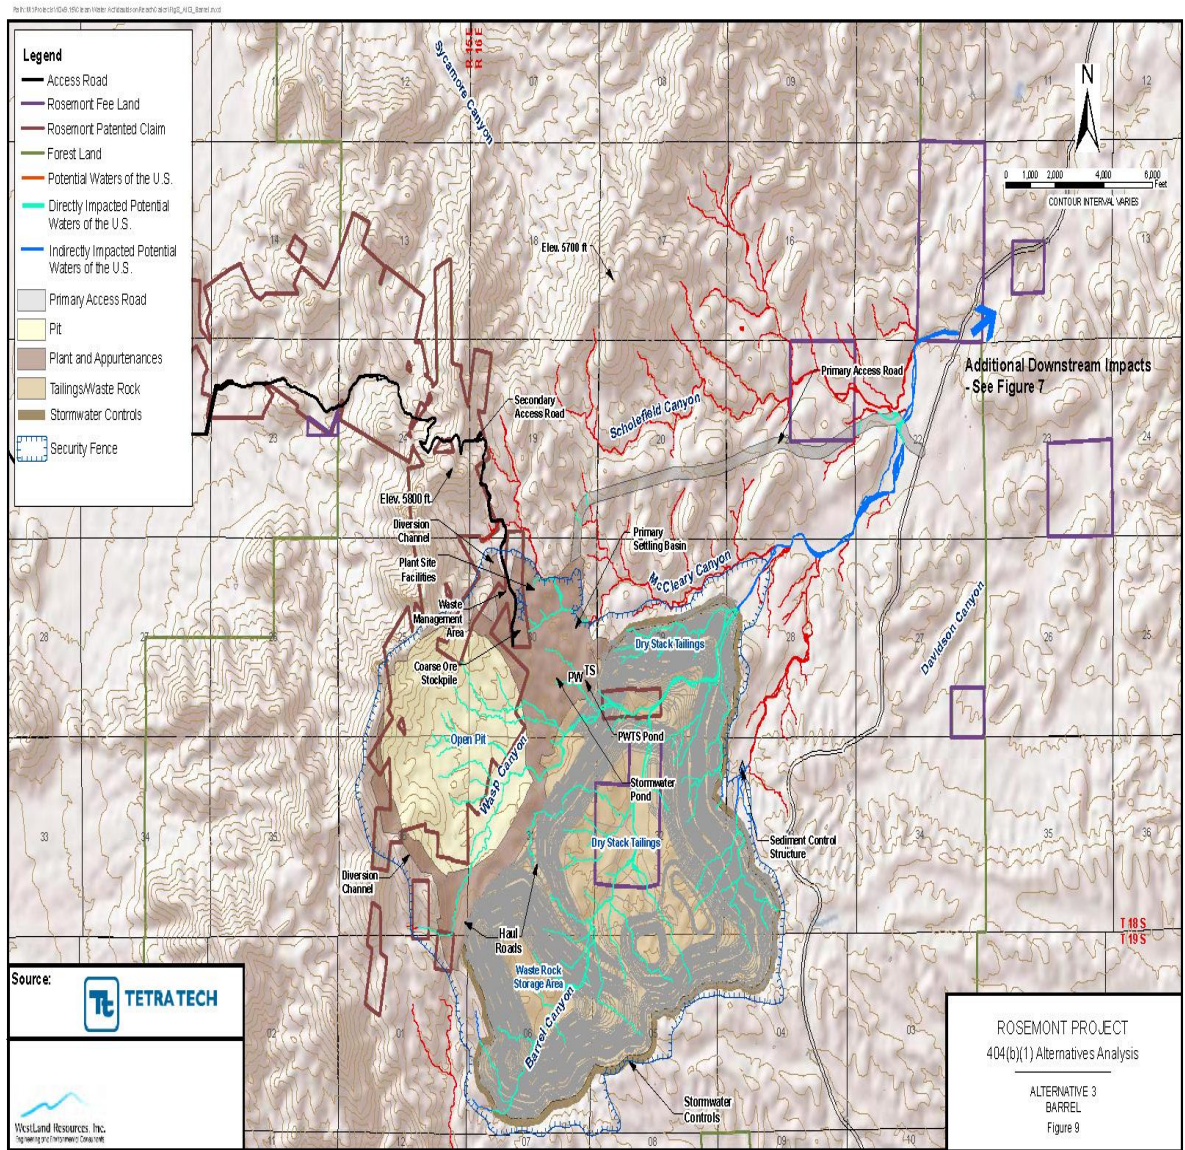 Legend
Access Road
Rosemont Fee Land
Rosemont Patented Claim
Forest Land
Potential Waters of the U.S.
Directly Impacted Potential
Waters of the U.S.
Indirectly Impacted Potential
Waters of the U.S.
Primary Access Road
Pit
Plant and Appurtenances
Tailings/Waste Rock
Stormwater Controls
Security Fence
Sycamore Canyon
R 15 E
R 16 E
N
0 1,000 2,000 4,000 6,000
Feet
CONTOUR INTERVAL VARIES
Elev. 5700 ft
Additional Downstream Impacts
- See Figure 7
Primary Access Road
Secondary
Access Road
Scholefield Canyon
Elev. 5800 ft
Diversion
Channel
Plant Site
Facilities
Waste
Management
Area
Coarse Ore
Stockpile
Primary
Settling Basin
McCleary Canyon
Davidson Canyon
Dry Stack Tailings
PWTS
PWTS Pond
Open Pit
Wasp Canyon
Stormwater
Pond
Dry Stack Tailings
Sediment Control
Structure
Diversion
Channel
Haul
Roads
Waste Rock
Storage Area
Barrel Canyon
Stormwater
Controls
T 18 S
T 19 S
Source:
TETRA TECH
WestLand Resources, Inc.
Engineering and Environmental Consultants
ROSEMONT PROJECT
404(b)(1) Alternatives Analysis
ALTERNATIVE 3
BARREL
Figure 9